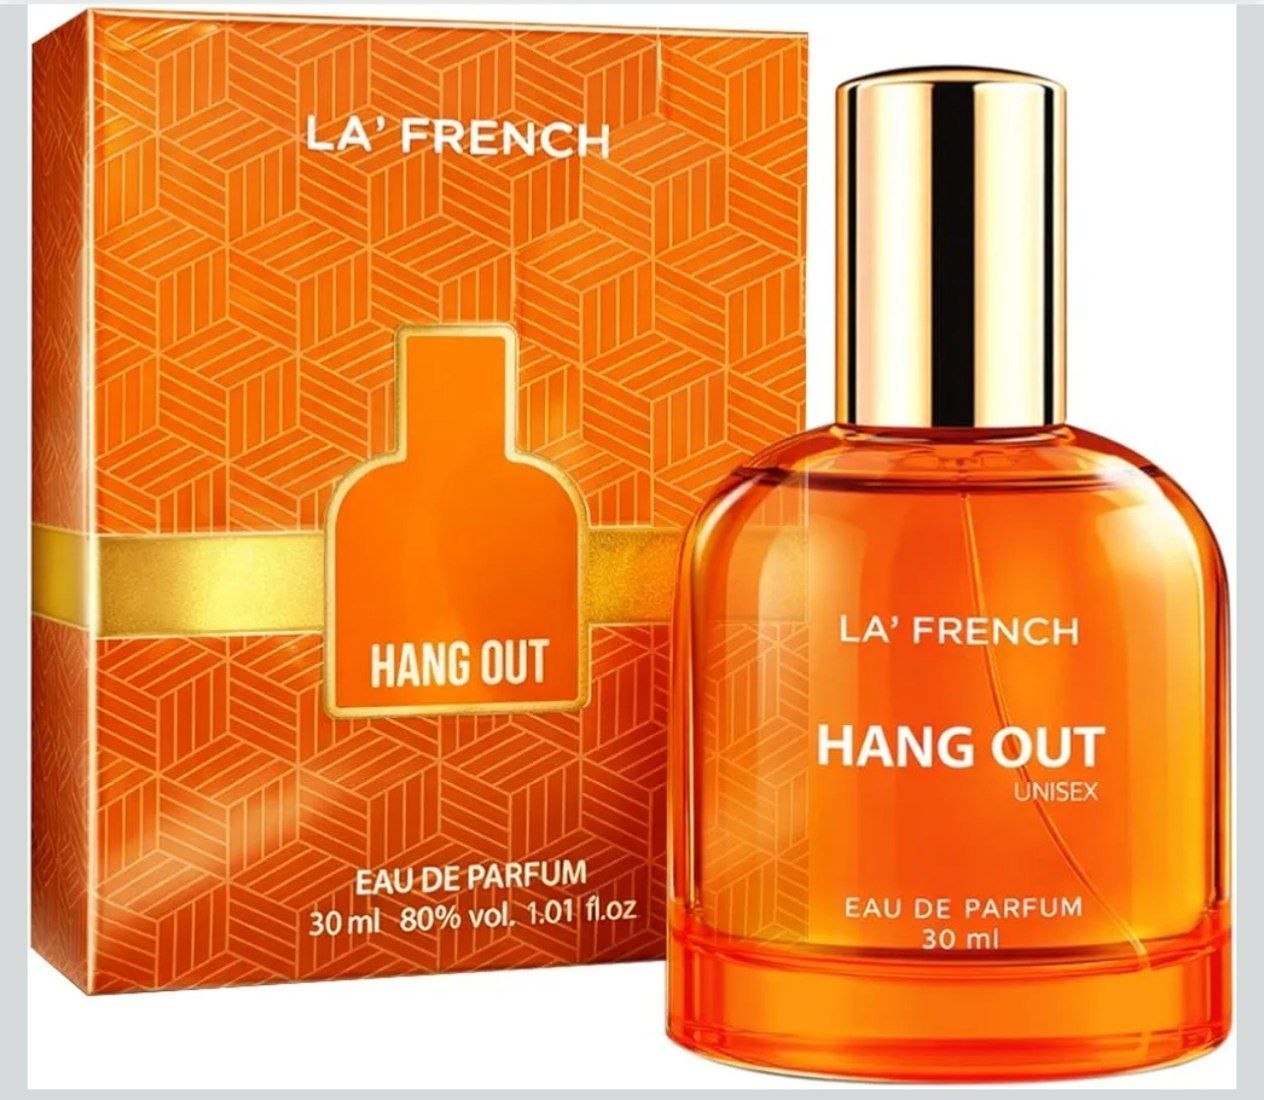 LA' FRENCH
HANG OUT
EAU DE PARFUM
30 ml 80% vol. 1.01 fl.oz
LA' FRENCH
HANG OUT
UNISEX
EAU DE PARFUM
30 ml